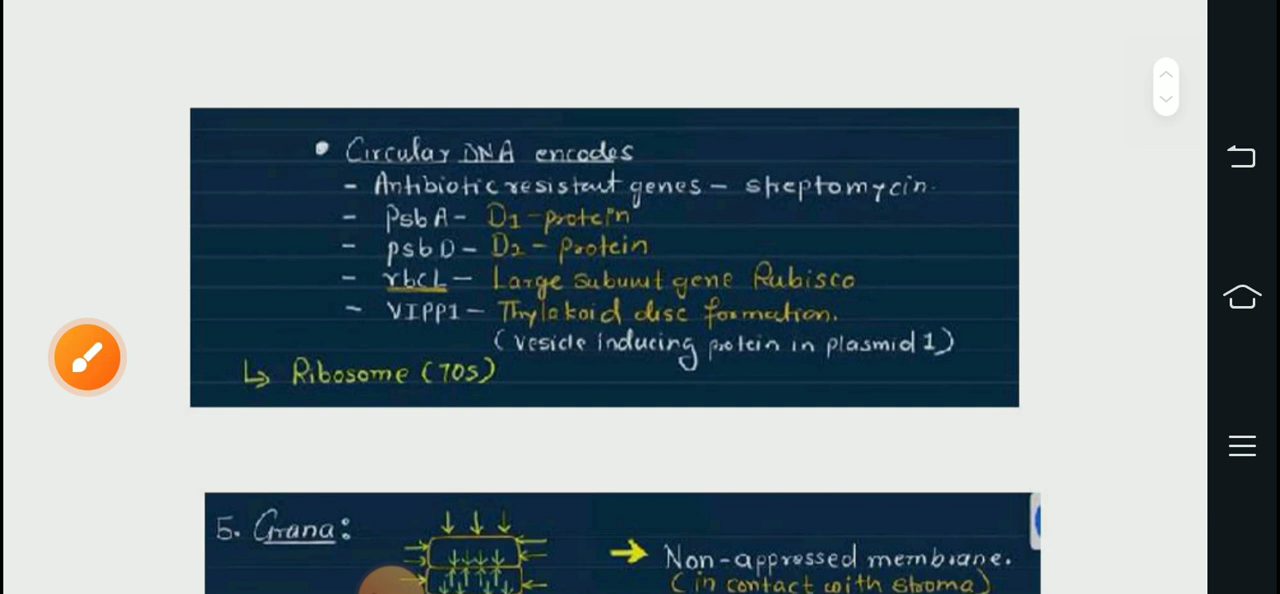 • Circular DNA encodes
- Antibiotic resistant genes - streptomycin.
- PsbA - D1 - protein
- psbD - D2 - Protein
- rbcL - Large subunit gene Rubisco
- VIPP1 - Thylakoid disc formation.
(vesicle inducing protein in plasmid 1)
↳ Ribosome (70S)
5. Grana:
→ Non-appressed membrane.
(in contact with stroma)